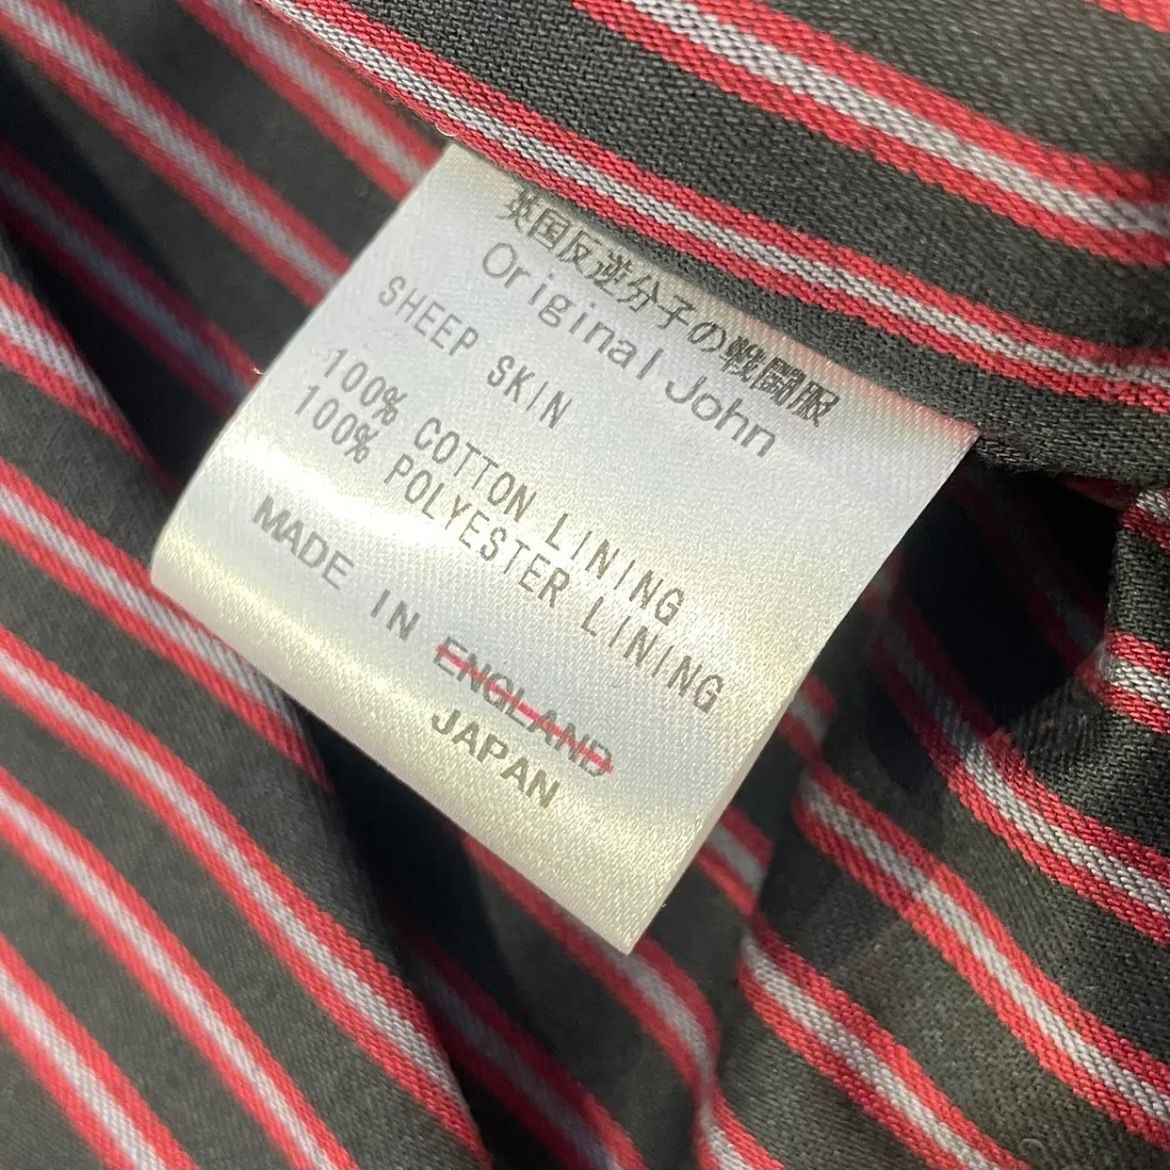 英国反逆分子の戦闘服
Original John
SHEEP SKIN
100% COTTON LINING
100% POLYESTER LINING
MADE IN ENGLAND
JAPAN